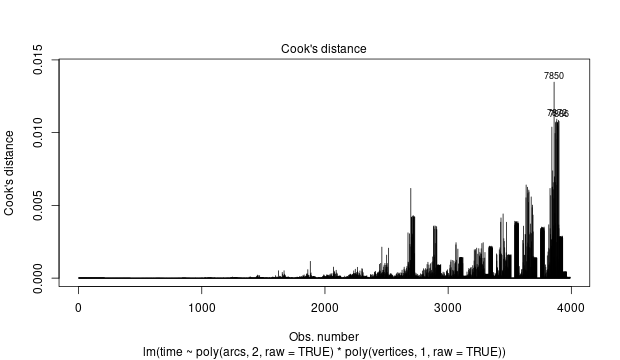 Cook's distance
Cook's distance
0.015
0.010
0.005
0.000
7850
0
1000
2000
3000
4000
Obs. number
lm(time ~ poly(arcs, 2, raw = TRUE) * poly(vertices, 1, raw = TRUE))